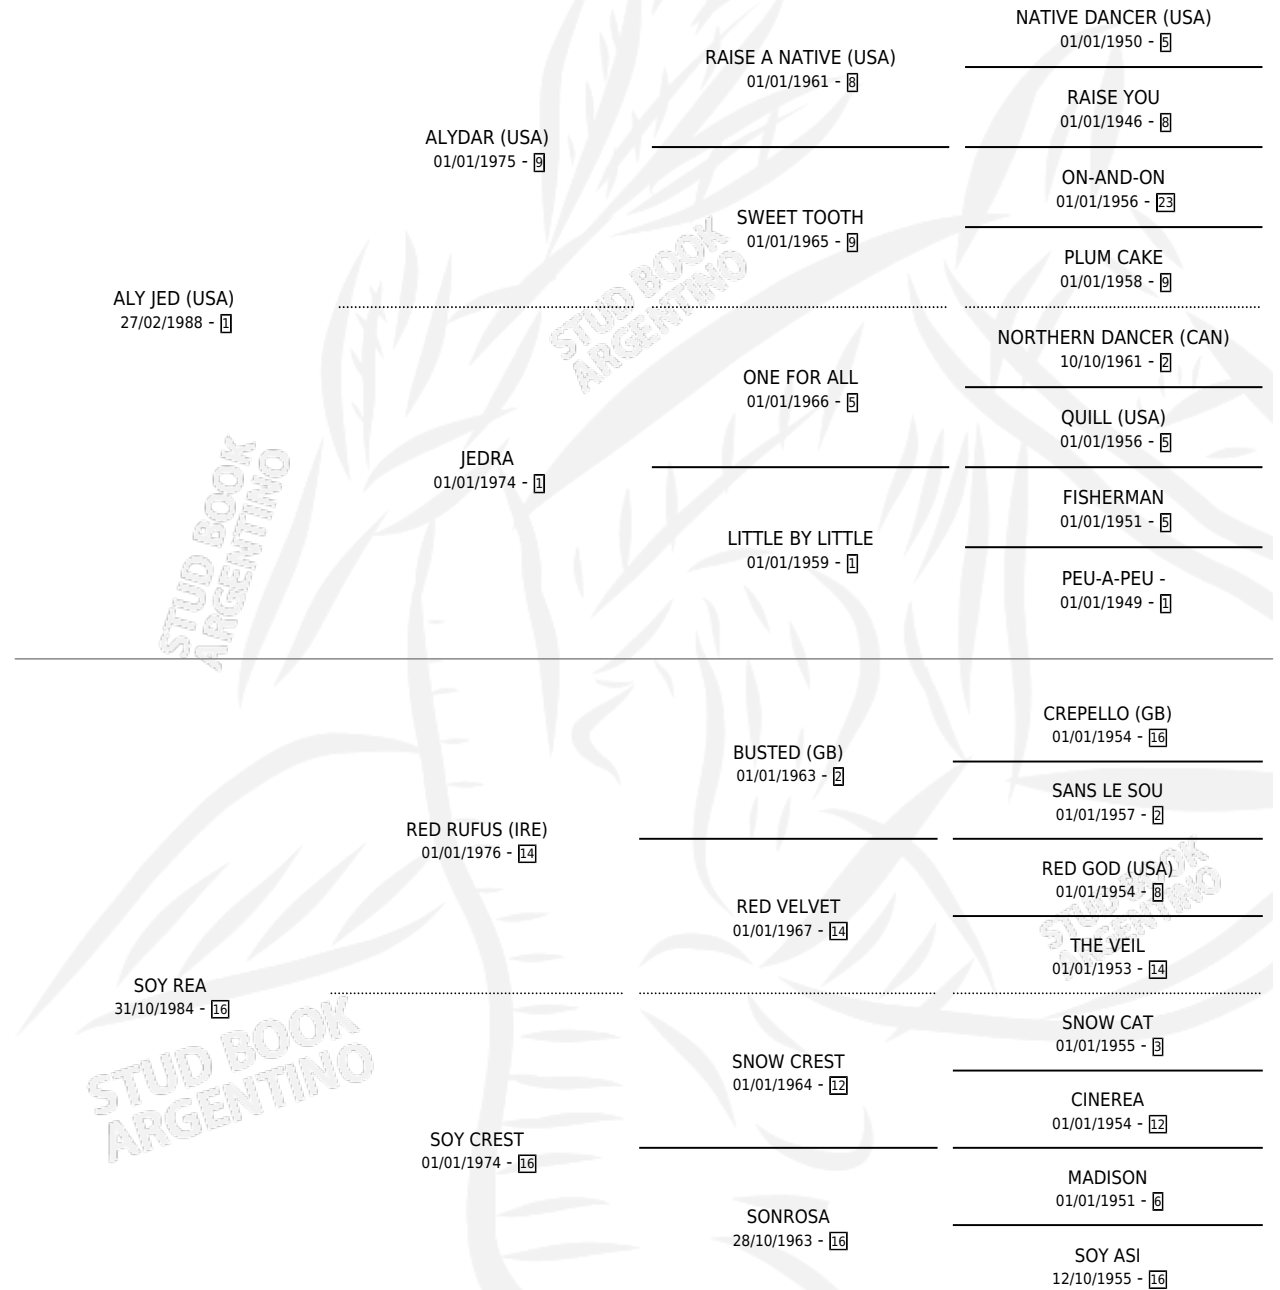 NATIVE DANCER (USA)
01/01/1950 - 5
RAISE A NATIVE (USA)
01/01/1961 - 8
RAISE YOU
01/01/1946 - 8
ALYDAR (USA)
01/01/1975 - 9
ON-AND-ON
01/01/1956 - 23
SWEET TOOTH
01/01/1965 - 9
PLUM CAKE
01/01/1958 - 9
ALY JED (USA)
27/02/1988 - 1
STUD BOOK
ARGENTINO
NORTHERN DANCER (CAN)
10/10/1961 - 2
ONE FOR ALL
01/01/1966 - 5
QUILL (USA)
01/01/1956 - 5
JEDRA
01/01/1974 - 1
FISHERMAN
01/01/1951 - 5
LITTLE BY LITTLE
01/01/1959 - 1
PEU-A-PEU -
01/01/1949 - 1
STUD BOOK
ARGENTINO
CREPELLO (GB)
01/01/1954 - 16
BUSTED (GB)
01/01/1963 - 2
SANS LE SOU
01/01/1957 - 2
RED RUFUS (IRE)
01/01/1976 - 14
RED GOD (USA)
01/01/1954 - 8
RED VELVET
01/01/1967 - 14
STUD BOOK
ARGENTINO
THE VEIL
01/01/1953 - 14
SOY REA
31/10/1984 - 16
SNOW CAT
01/01/1955 - 3
SNOW CREST
01/01/1964 - 12
STUD BOOK
ARGENTINO
CINEREA
01/01/1954 - 12
SOY CREST
01/01/1974 - 16
MADISON
01/01/1951 - 6
SONROSA
28/10/1963 - 16
SOY ASI
12/10/1955 - 16